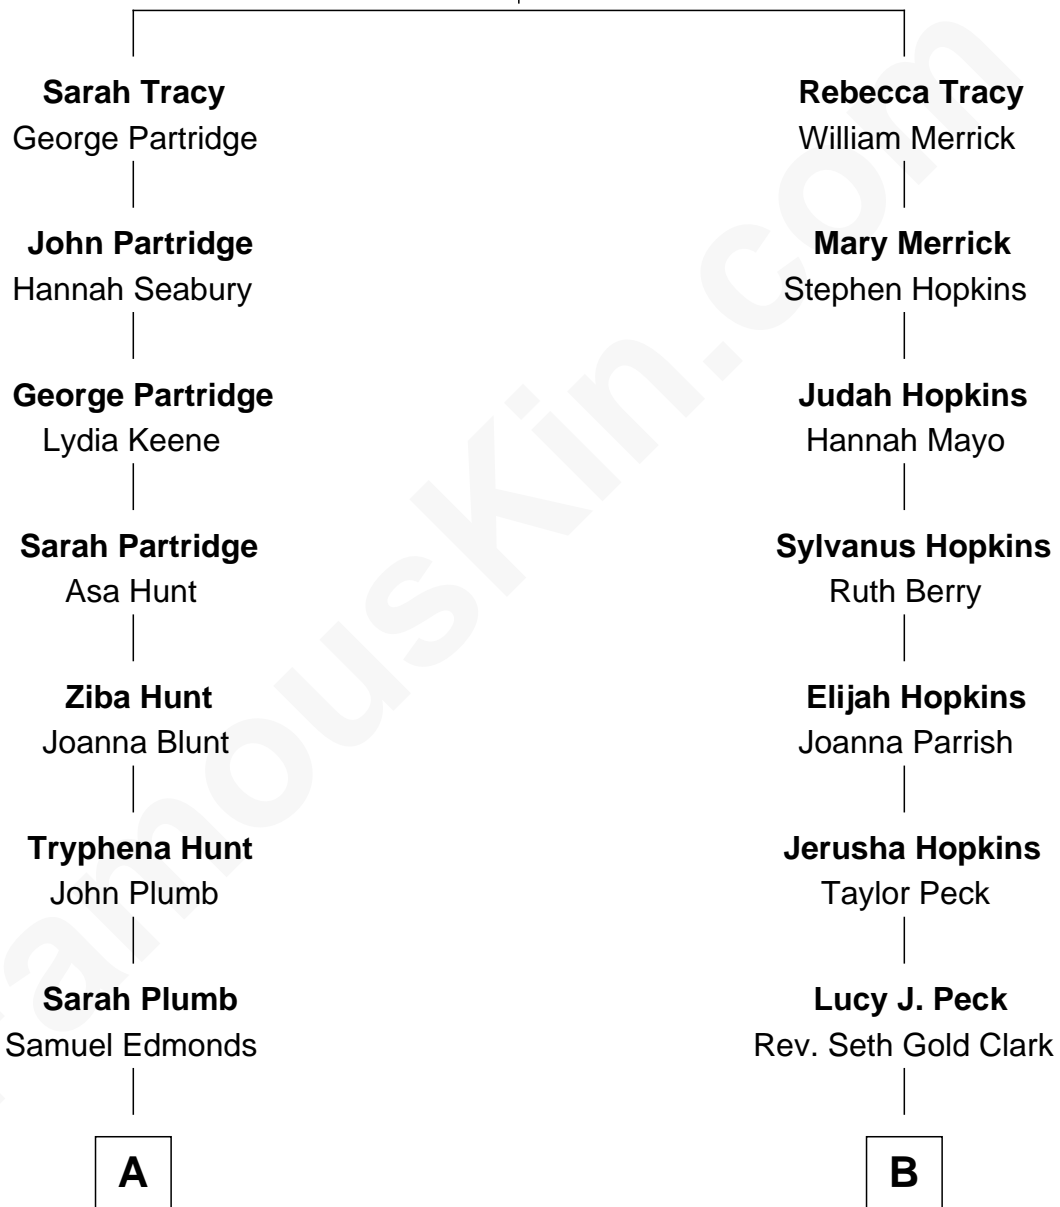 Sarah Tracy
George Partridge
John Partridge
Hannah Seabury
George Partridge
Lydia Keene
Sarah Partridge
Asa Hunt
Ziba Hunt
Joanna Blunt
Tryphena Hunt
John Plumb
Sarah Plumb
Samuel Edmonds
A
Rebecca Tracy
William Merrick
Mary Merrick
Stephen Hopkins
Judah Hopkins
Hannah Mayo
Sylvanus Hopkins
Ruth Berry
Elijah Hopkins
Joanna Parrish
Jerusha Hopkins
Taylor Peck
Lucy J. Peck
Rev. Seth Gold Clark
B
FamousKin.com